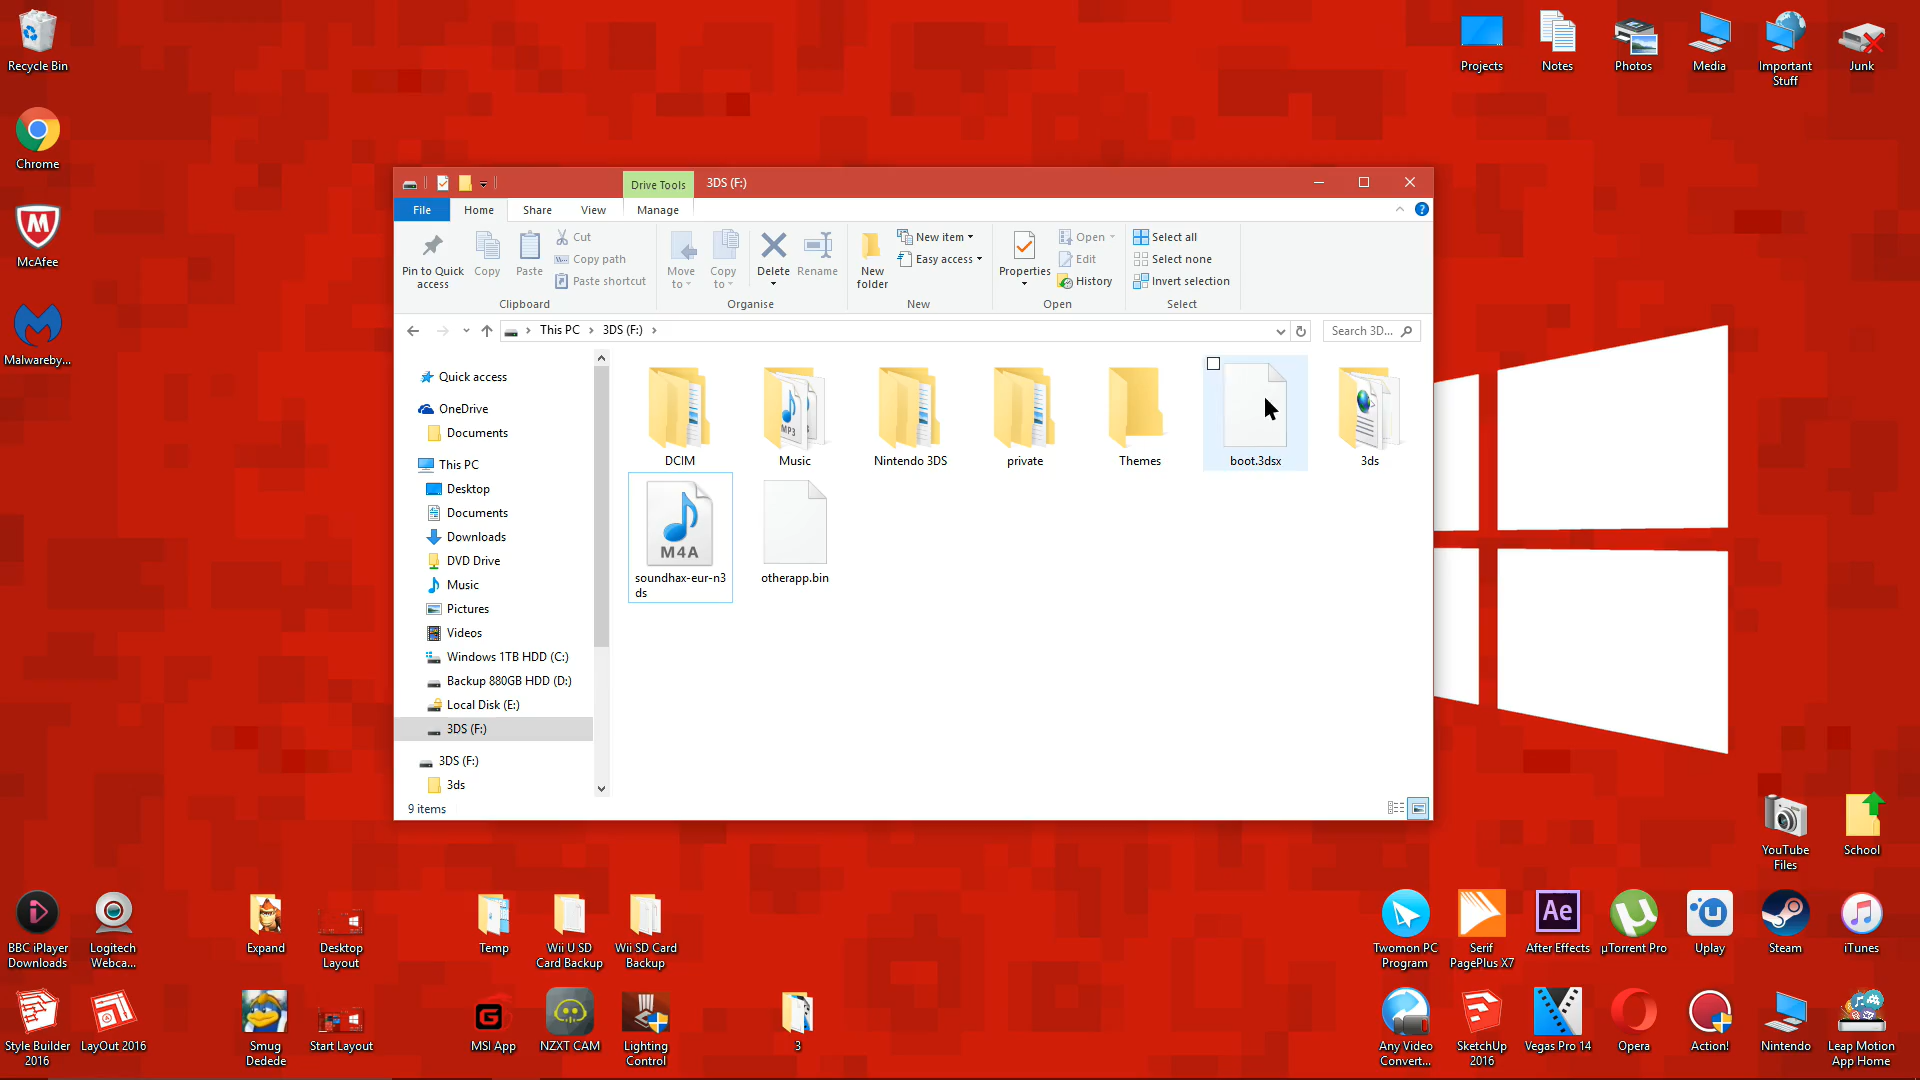 Recycle Bin
Chrome
McAfee
Malwareby...
Projects
Notes
Photos
Media
Important
Stuff
Junk
Drive Tools
3DS (F:)
File
Home
Share
View
Manage
Pin to Quick
access
Copy
Paste
Cut
Copy path
Paste shortcut
Clipboard
Move
to
Copy
to
Delete
Rename
Organise
New
folder
New item
Easy access
New
Properties
Open
Edit
History
Open
Select all
Select none
Invert selection
Select
This PC
3DS (F:)
Search 3D...
Quick access
OneDrive
Documents
This PC
Desktop
Documents
Downloads
DVD Drive
Music
Pictures
Videos
Windows 1TB HDD (C:)
Backup 880GB HDD (D:)
Local Disk (E:)
3DS (F:)
3DS (F:)
3ds
DCIM
MP3
Music
Nintendo 3DS
private
Themes
boot.3dsx
3ds
M4A
soundhax-eur-n3
ds
otherapp.bin
9 items
YouTube
Files
School
BBC iPlayer
Downloads
Logitech
Webca...
Expand
Desktop
Layout
Temp
Wii U SD
Card Backup
Wii SD Card
Backup
Twomon PC
Program
Serif
PagePlus X7
Ae
After Effects
µTorrent Pro
Uplay
Steam
iTunes
Style Builder
2016
LayOut 2016
Smug
Dedede
Start Layout
MSI App
NZXT CAM
Lighting
Control
3
Any Video
Convert...
SketchUp
2016
Vegas Pro 14
Opera
Action!
Nintendo
Leap Motion
App Home